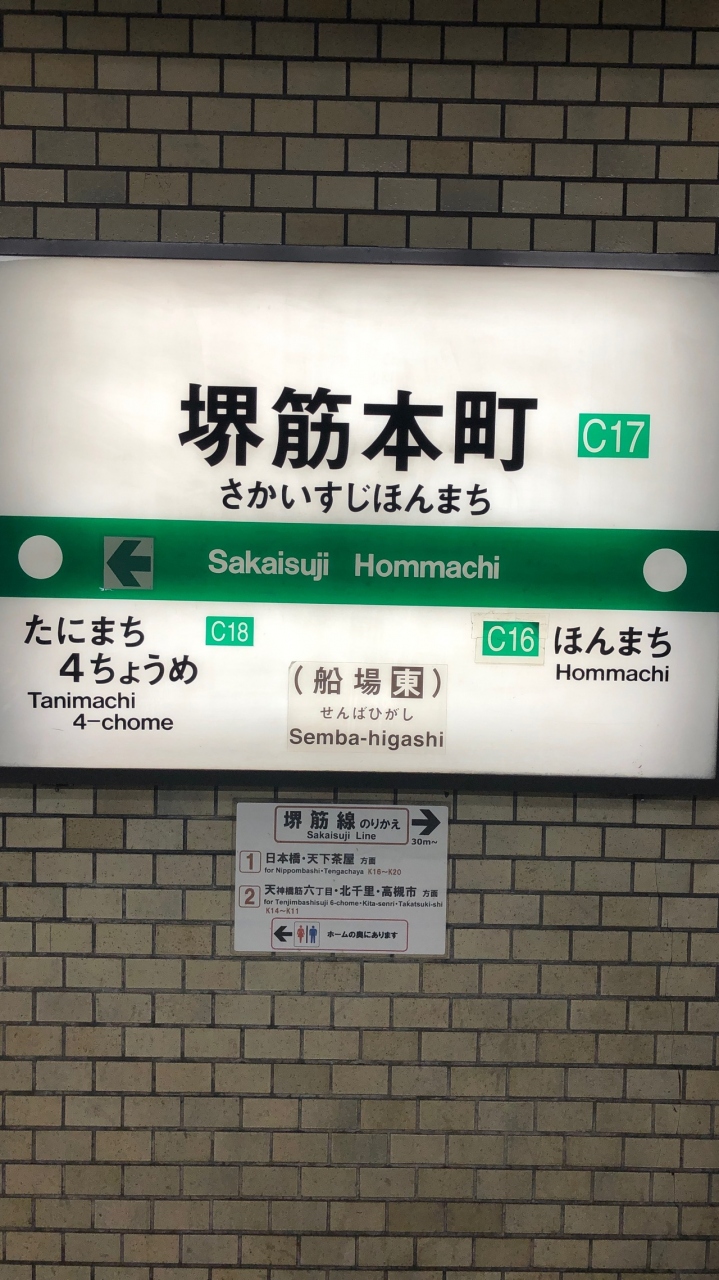 堺筋本町 C17
さかいすじほんまち
Sakaisuji Hommachi
たにまち
4ちょうめ
C18
Tanimachi
4-chome
(船場東)
せんばひがし
Semba-higashi
C16 ほんまち
Hommachi
堺筋線 のりかえ
Sakaisuji Line
30m~
1 日本橋・天下茶屋 方面
for Nippombashi・Tengachaya K16~K20
2 天神橋筋六丁目・北千里・高槻市 方面
for Tenjimbashisuji 6-chome・Kita-senri・Takatsuki-shi
K14~K11
ホームの奥にあります